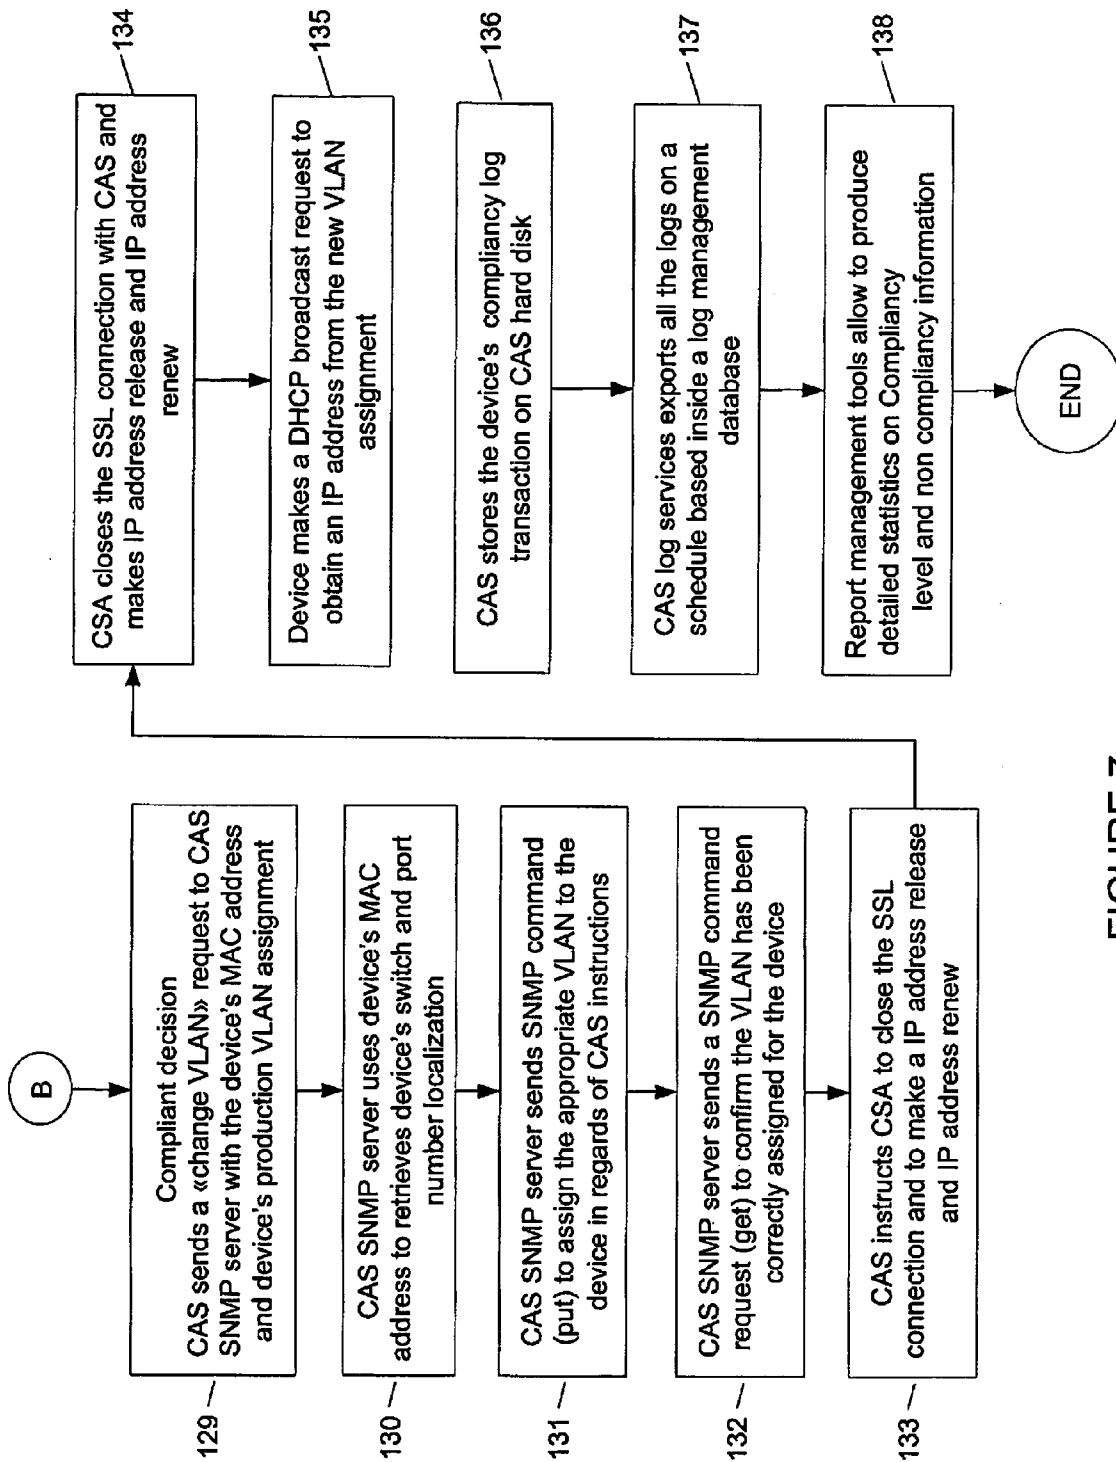 B
Compliant decision
CAS sends a «change VLAN» request to CAS
SNMP server with the device's MAC address
and device's production VLAN assignment
129
CAS SNMP server uses device's MAC
address to retrieves device's switch and port
number localization
130
CAS SNMP server sends SNMP command
(put) to assign the appropriate VLAN to the
device in regards of CAS instructions
131
CAS SNMP server sends a SNMP command
request (get) to confirm the VLAN has been
correctly assigned for the device
132
CAS instructs CSA to close the SSL
connection and to make a IP address release
and IP address renew
133
CSA closes the SSL connection with CAS and
makes IP address release and IP address
renew
134
Device makes a DHCP broadcast request to
obtain an IP address from the new VLAN
assignment
135
CAS stores the device's compliancy log
transaction on CAS hard disk
136
CAS log services exports all the logs on a
schedule based inside a log management
database
137
Report management tools allow to produce
detailed statistics on Compliancy
level and non compliancy information
138
END
FIGURE 7